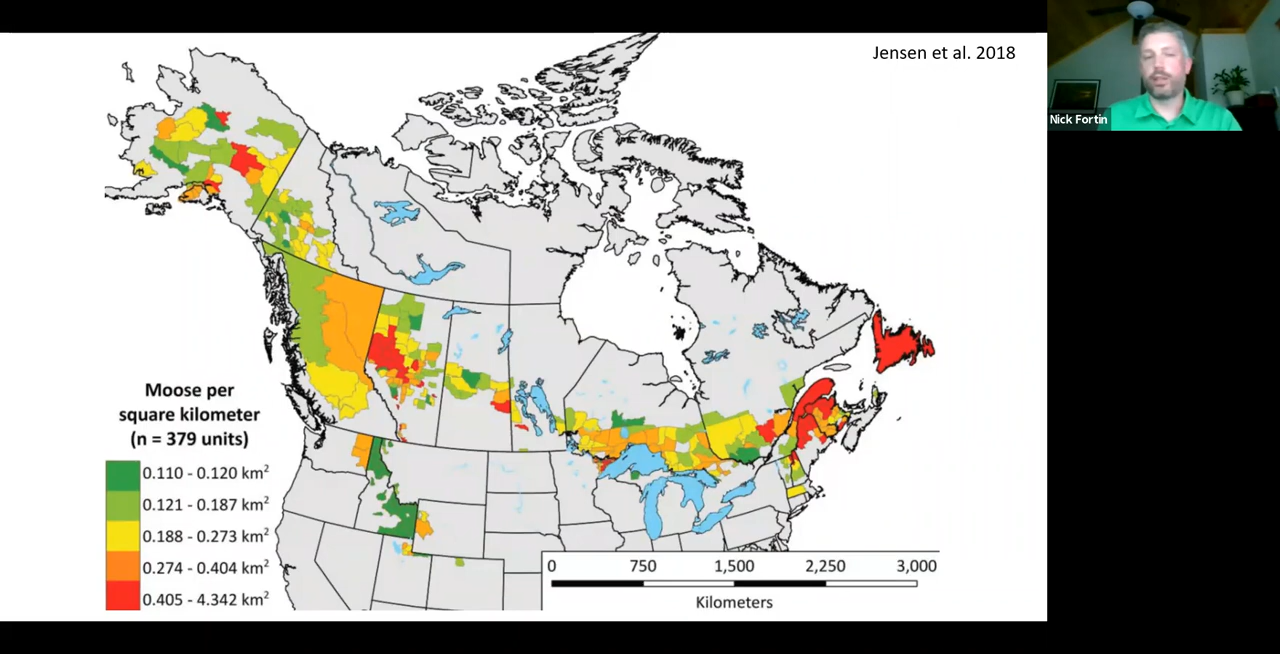 Jensen et al. 2018
Nick Fortin
Moose per
square kilometer
(n = 379 units)
0.110 - 0.120 km²
0.121 - 0.187 km²
0.188 - 0.273 km²
0.274 - 0.404 km²
0.405 - 4.342 km²
0 750 1,500 2,250 3,000
Kilometers